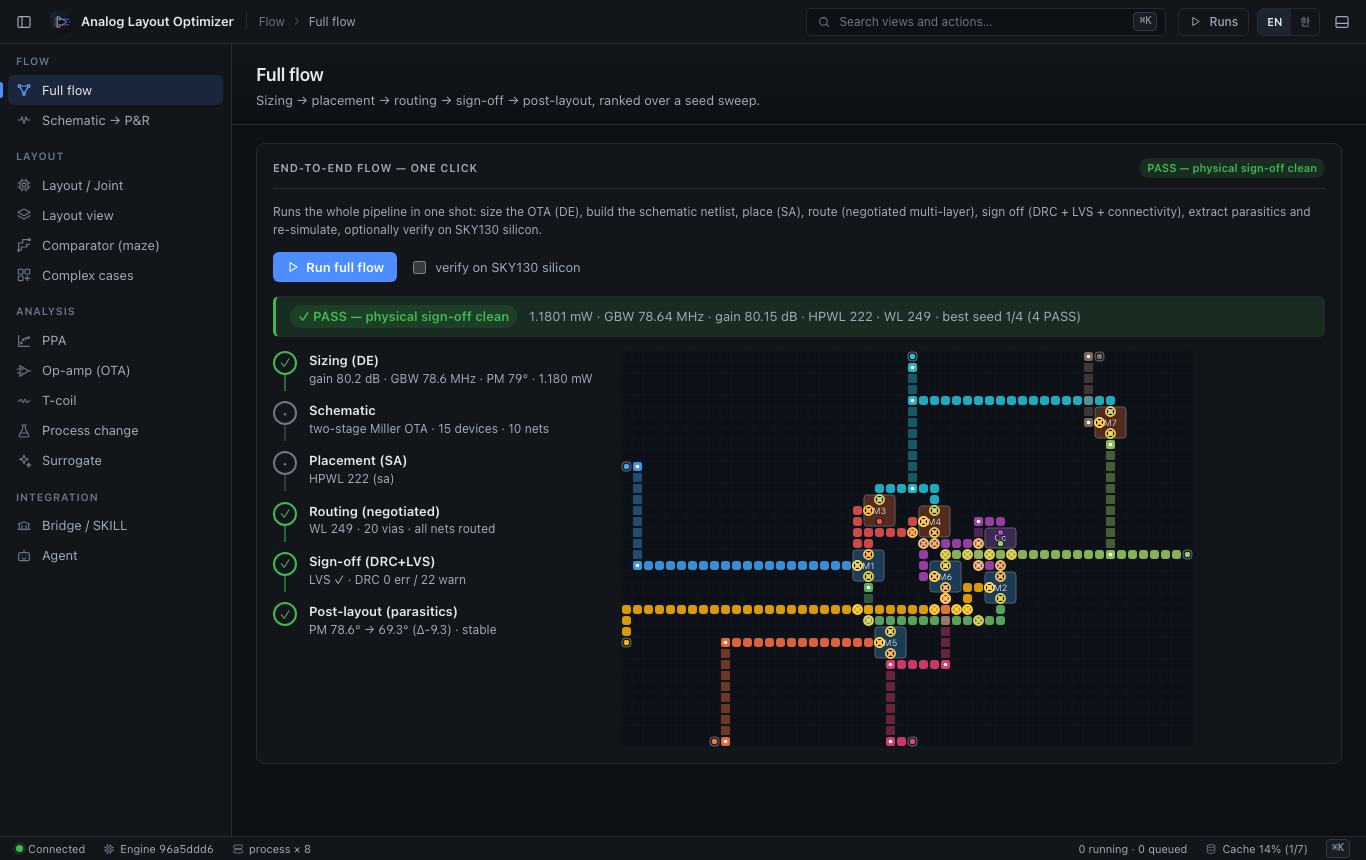 Analog Layout Optimizer
Flow > Full flow
Search views and actions...
⌘K
Runs
EN
한
FLOW
Full flow
Schematic → P&R
LAYOUT
Layout / Joint
Layout view
Comparator (maze)
Complex cases
ANALYSIS
PPA
Op-amp (OTA)
T-coil
Process change
Surrogate
INTEGRATION
Bridge / SKILL
Agent
Full flow
Sizing → placement → routing → sign-off → post-layout, ranked over a seed sweep.
END-TO-END FLOW — ONE CLICK
PASS — physical sign-off clean
Runs the whole pipeline in one shot: size the OTA (DE), build the schematic netlist, place (SA), route (negotiated multi-layer), sign off (DRC + LVS + connectivity), extract parasitics and
re-simulate, optionally verify on SKY130 silicon.
Run full flow
verify on SKY130 silicon
✓ PASS — physical sign-off clean
1.1801 mW · GBW 78.64 MHz · gain 80.15 dB · HPWL 222 · WL 249 · best seed 1/4 (4 PASS)
Sizing (DE)
gain 80.2 dB · GBW 78.6 MHz · PM 79° · 1.180 mW
Schematic
two-stage Miller OTA · 15 devices · 10 nets
Placement (SA)
HPWL 222 (sa)
Routing (negotiated)
WL 249 · 20 vias · all nets routed
Sign-off (DRC+LVS)
LVS ✓ · DRC 0 err / 22 warn
Post-layout (parasitics)
PM 78.6° → 69.3° (Δ-9.3) · stable
M7
M3
M4
Cc
M1
M6
M2
M5
Connected
Engine 96a5ddd6
process × 8
0 running · 0 queued
Cache 14% (1/7)
⌘K